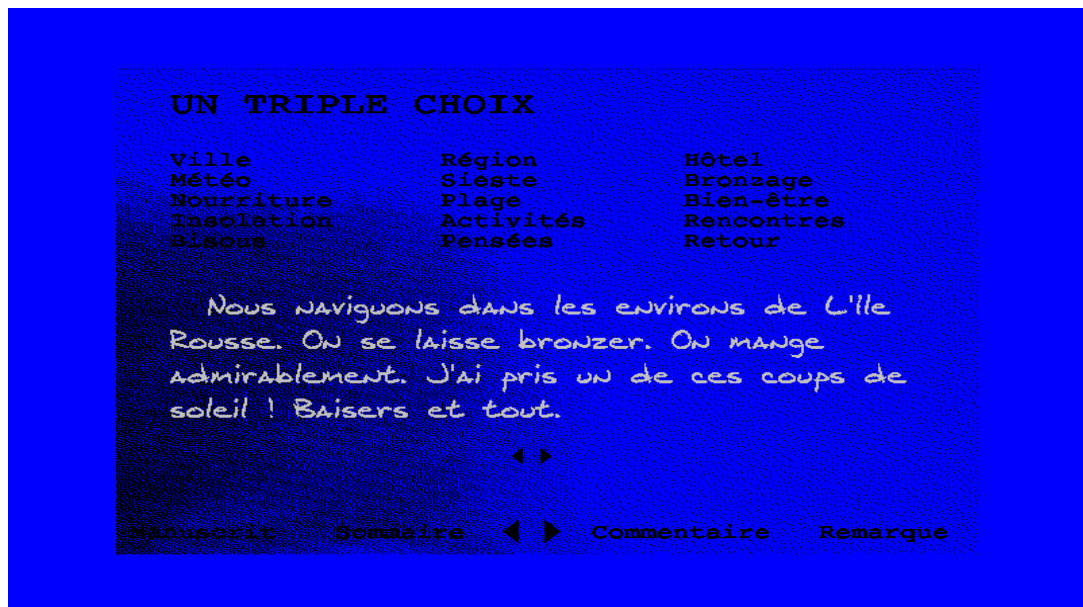 UN TRIPLE CHOIX
Ville Région Hôtel
Météo Sieste Bronzage
Nourriture Plage Bien-être
Insolation Activités Rencontres
Bisous Pensées Retour
Nous naviguons dans les environs de L'Ile
Rousse. On se laisse bronzer. On mange
admirablement. J'ai pris un de ces coups de
soleil ! Baisers et tout.
Manuscrit Sommaire Commentaire Remarque